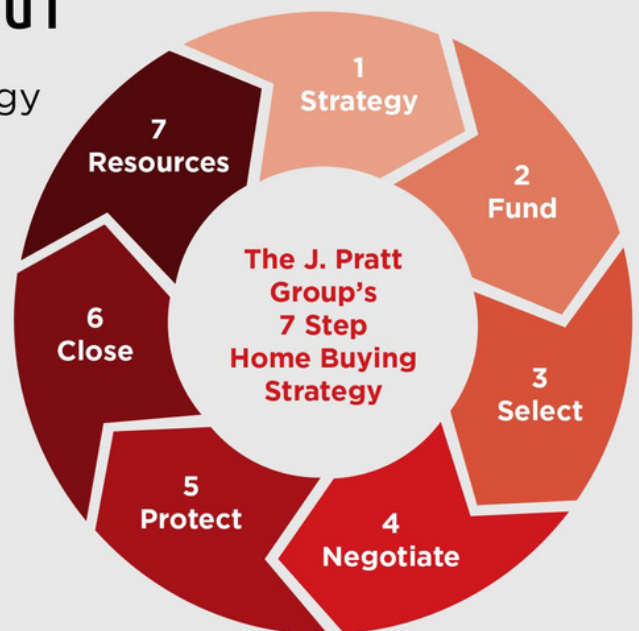 1
Strategy
2
Fund
3
Select
4
Negotiate
5
Protect
6
Close
7
Resources
The J. Pratt
Group's
7 Step
Home Buying
Strategy